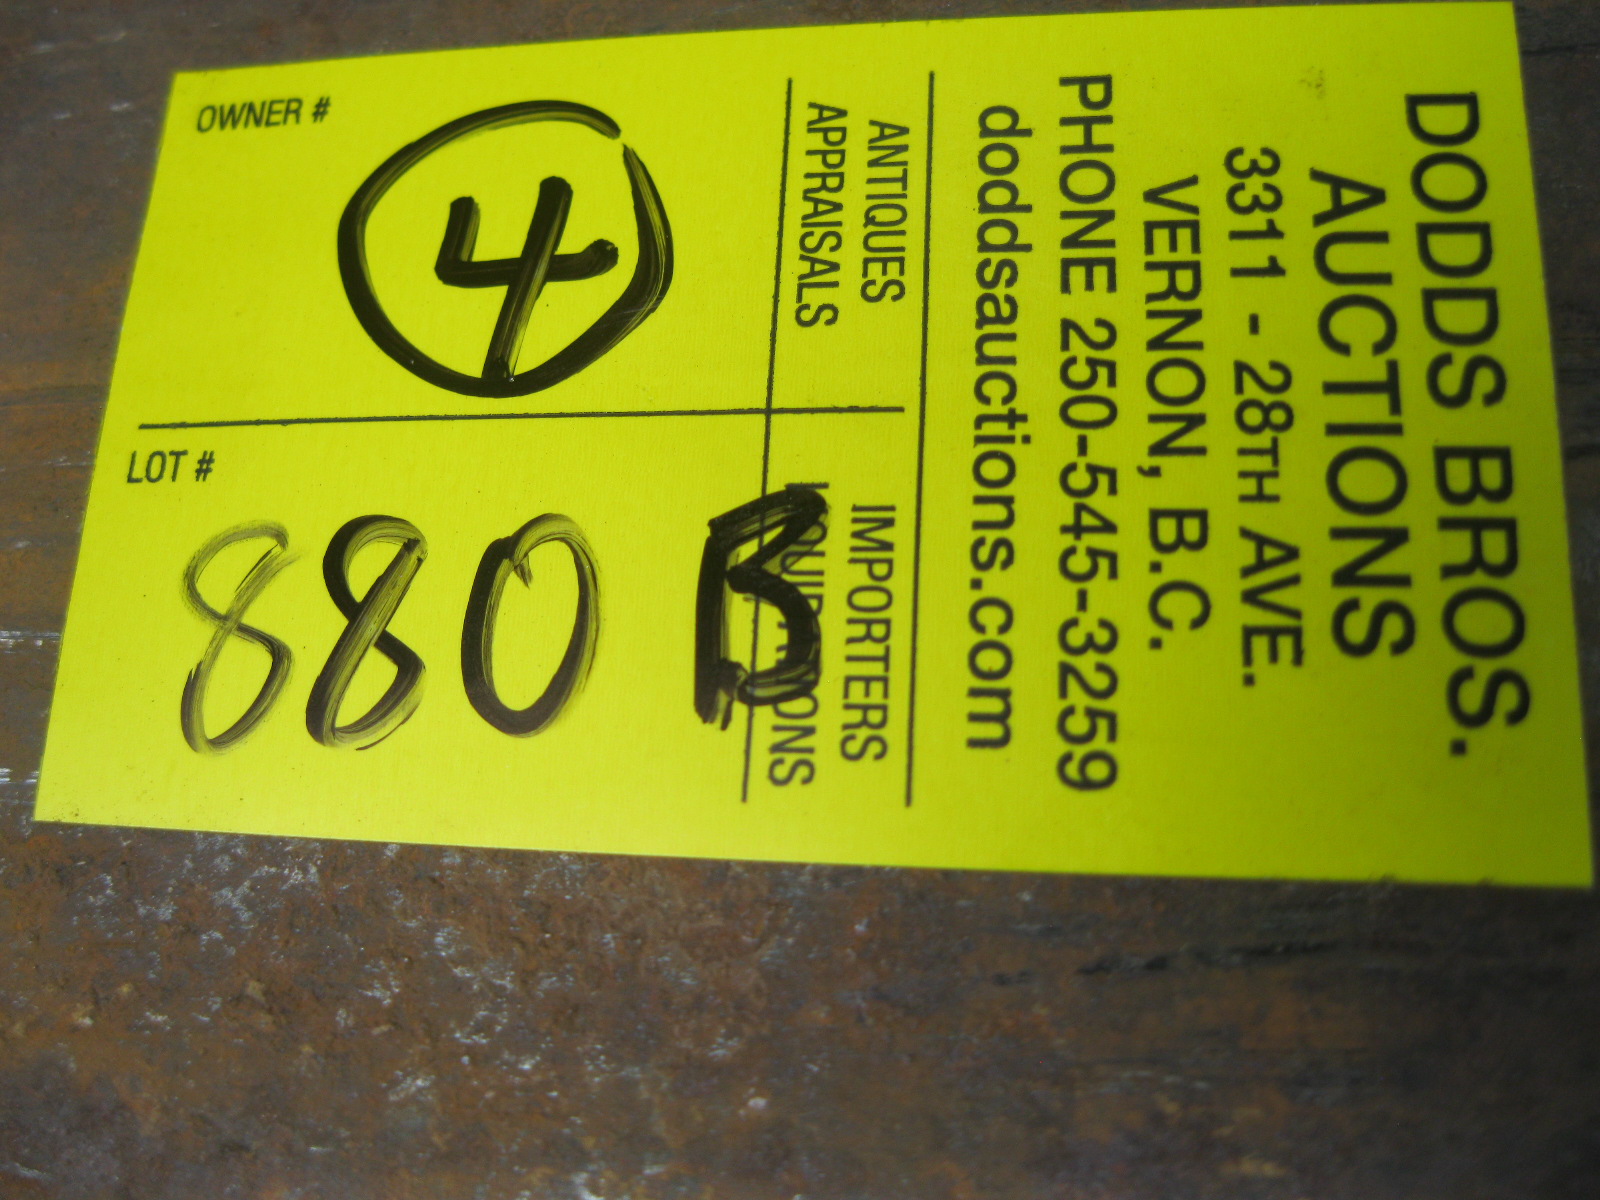 DODDS BROS.
AUCTIONS
3311 - 28TH AVE.
VERNON, B.C.
PHONE 250-545-3259
doddsauctions.com
ANTIQUES
APPRAISALS
IMPORTERS
OWNER #
4
LOT #
880 B